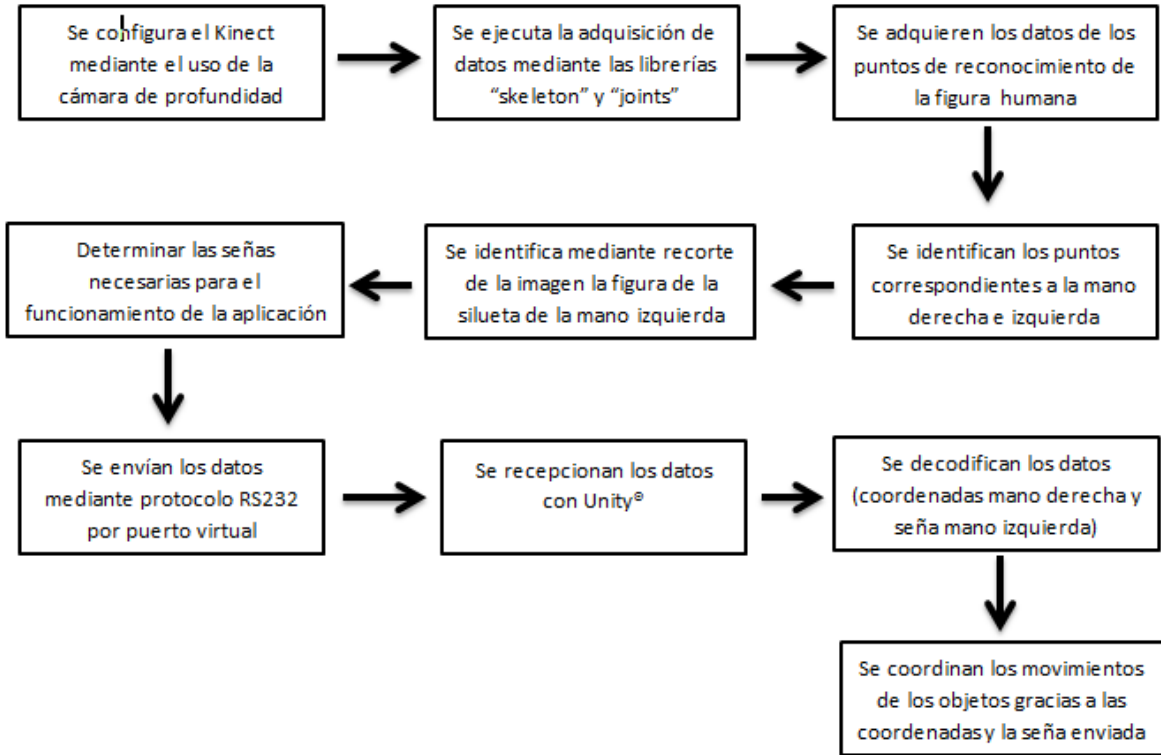 Se configura el Kinect
mediante el uso de la
cámara de profundidad
Se ejecuta la adquisición de
datos mediante las librerías
“skeleton” y “joints”
Se adquieren los datos de los
puntos de reconocimiento de
la figura humana
Se identifican los puntos
correspondientes a la mano
derecha e izquierda
Se identifica mediante recorte
de la imagen la figura de la
silueta de la mano izquierda
Determinar las señas
necesarias para el
funcionamiento de la aplicación
Se envían los datos
mediante protocolo RS232
por puerto virtual
Se recepcionan los datos
con Unity©
Se decodifican los datos
(coordenadas mano derecha y
seña mano izquierda)
Se coordinan los movimientos
de los objetos gracias a las
coordenadas y la seña enviada